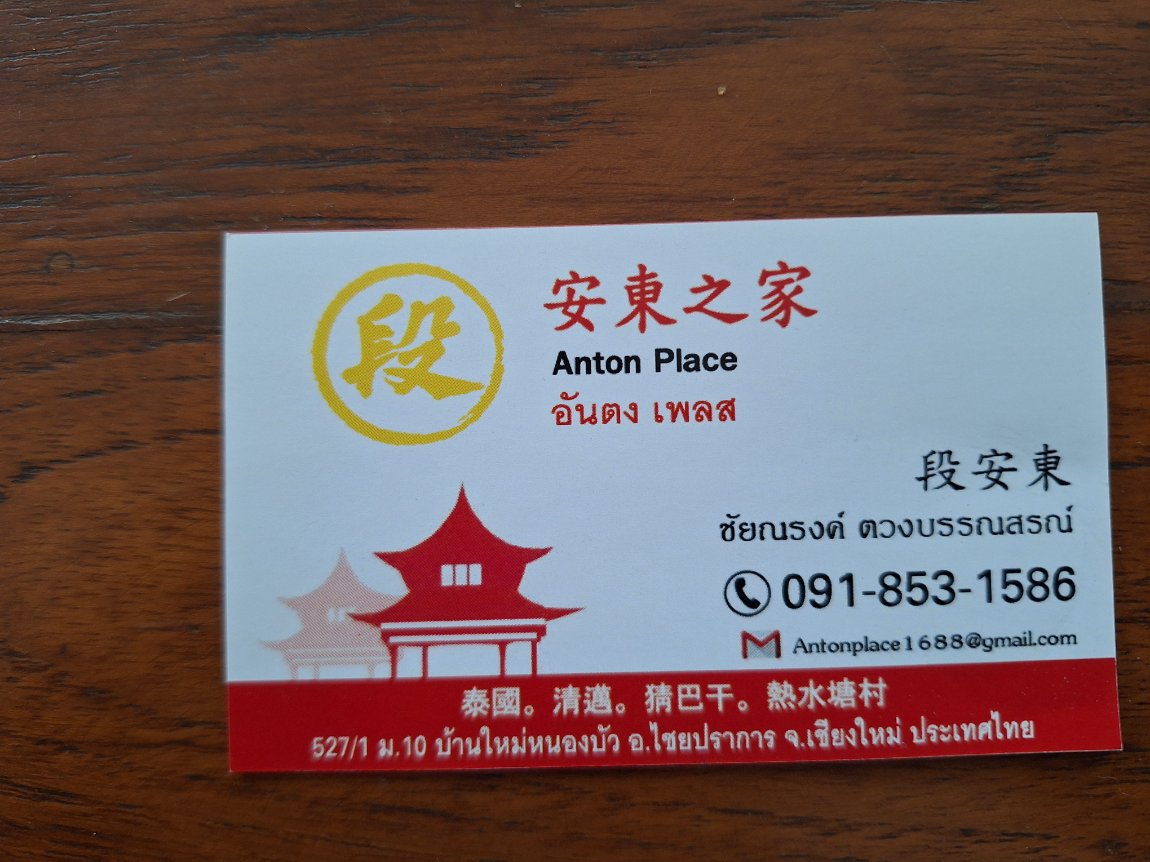 段
安東之家
Anton Place
อันตง เพลส
段安東
ชัยณรงค์ ตวงบรรณสรณ์
091-853-1586
Antonplace1688@gmail.com
泰國。清邁。猜巴干。熱水塘村
527/1 ม.10 บ้านใหม่หนองบัว อ.ไชยปราการ จ.เชียงใหม่ ประเทศไทย